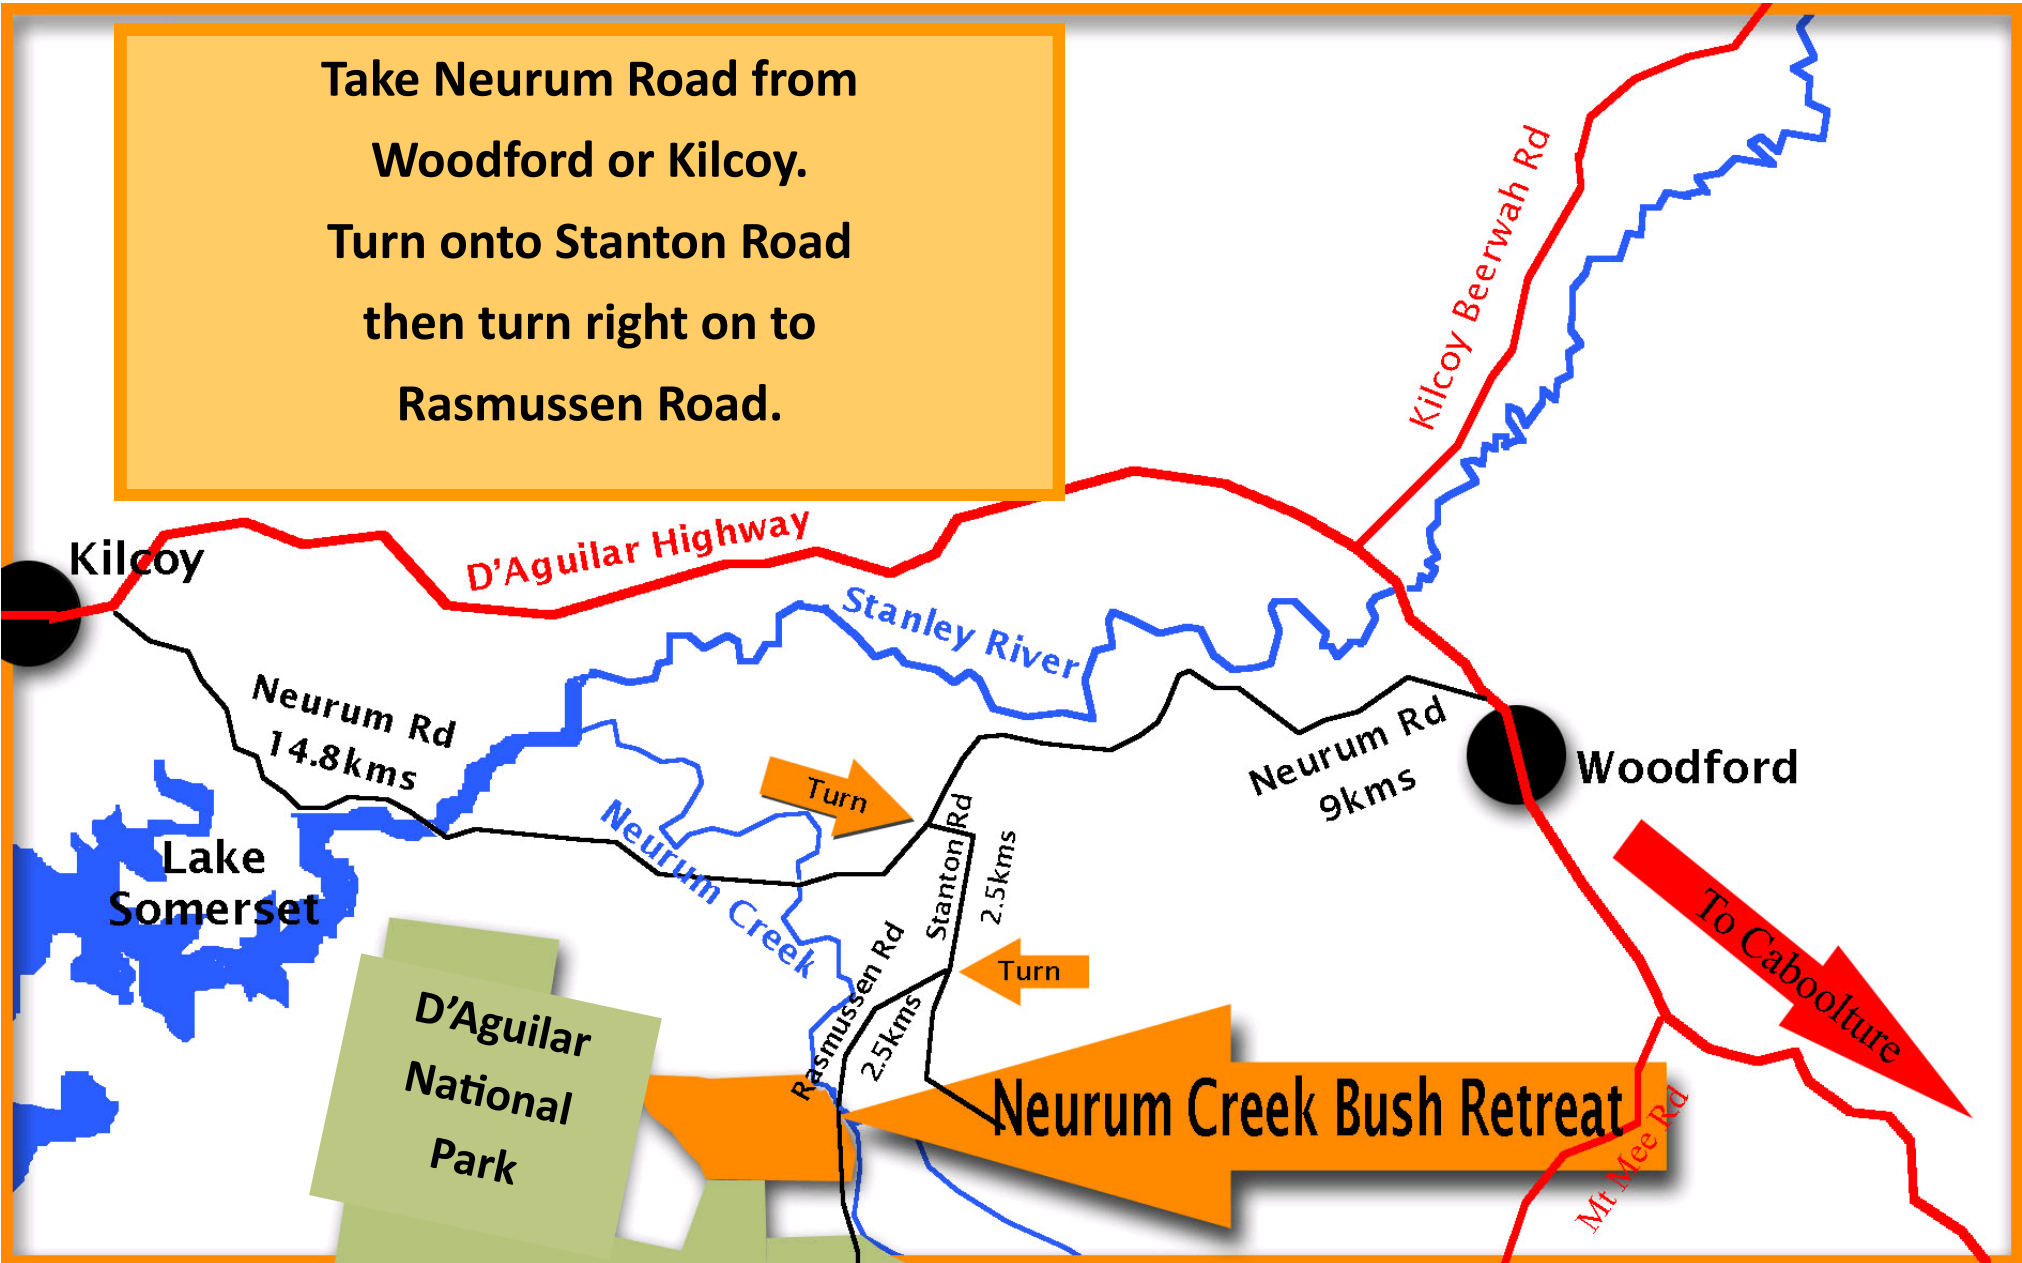 Take Neurum Road from
Woodford or Kilcoy.
Turn onto Stanton Road
then turn right on to
Rasmussen Road.
Kilcoy Beerwah Rd
Kilcoy
D'Aguilar Highway
Stanley River
Neurum Rd
14.8kms
Neurum Rd
9kms
Woodford
Turn
Neurum Creek
Stanton Rd
2.5kms
Lake
Somerset
To Caboolture
Rasmussen Rd
2.5kms
Turn
D'Aguilar
National
Park
Neurum Creek Bush Retreat
Mt Mee Rd